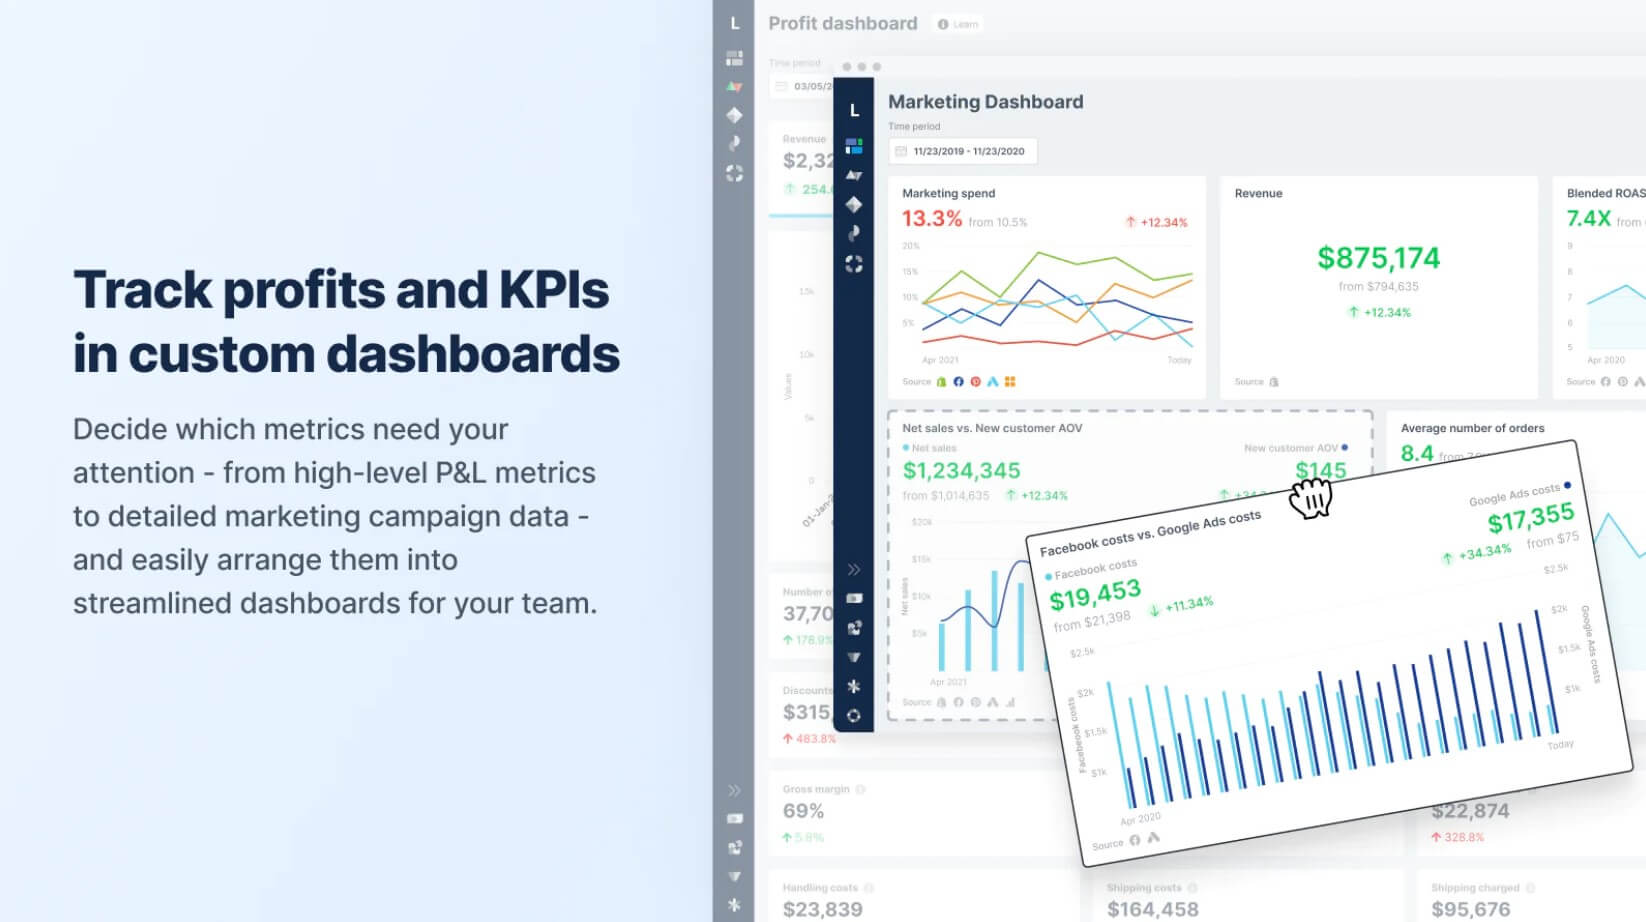 Track profits and KPIs
in custom dashboards
Decide which metrics need your
attention - from high-level P&L metrics
to detailed marketing campaign data -
and easily arrange them into
streamlined dashboards for your team.
L
Profit dashboard
Learn
Time period
03/05/2
Revenue
$2,32
254.
15k
10k
5k
0
Values
01-Jan-2
Number o
37,70
178.9%
Discounts
$315,
483.8%
Gross margin
69%
5.8%
Handling costs
$23,839
Shipping costs
$164,458
$22,874
328.8%
Shipping charged
$95,676
L
Marketing Dashboard
Time period
11/23/2019 - 11/23/2020
Marketing spend
13.3% from 10.5%
+12.34%
20%
15%
10%
5%
Apr 2021
Today
Source
Revenue
$875,174
from $794,635
+12.34%
Source
Blended ROAS
7.4X from
9
8
7
6
5
Apr 2020
Source
Net sales vs. New customer AOV
Net sales
New customer AOV
$1,234,345
$145
from $1,014,635
+12.34%
$20k
$15k
$10k
$5k
Net sales
Apr 2021
Source
Average number of orders
8.4 from
Facebook costs vs. Google Ads costs
Facebook costs
$19,453
from $21,398
+11.34%
Google Ads costs
$17,355
+34.34%
from $75
$2.5k
$2k
$1.5k
$1k
Facebook costs
$2.5k
$2k
$1.5k
$1k
Google Ads costs
Apr 2020
Today
Source